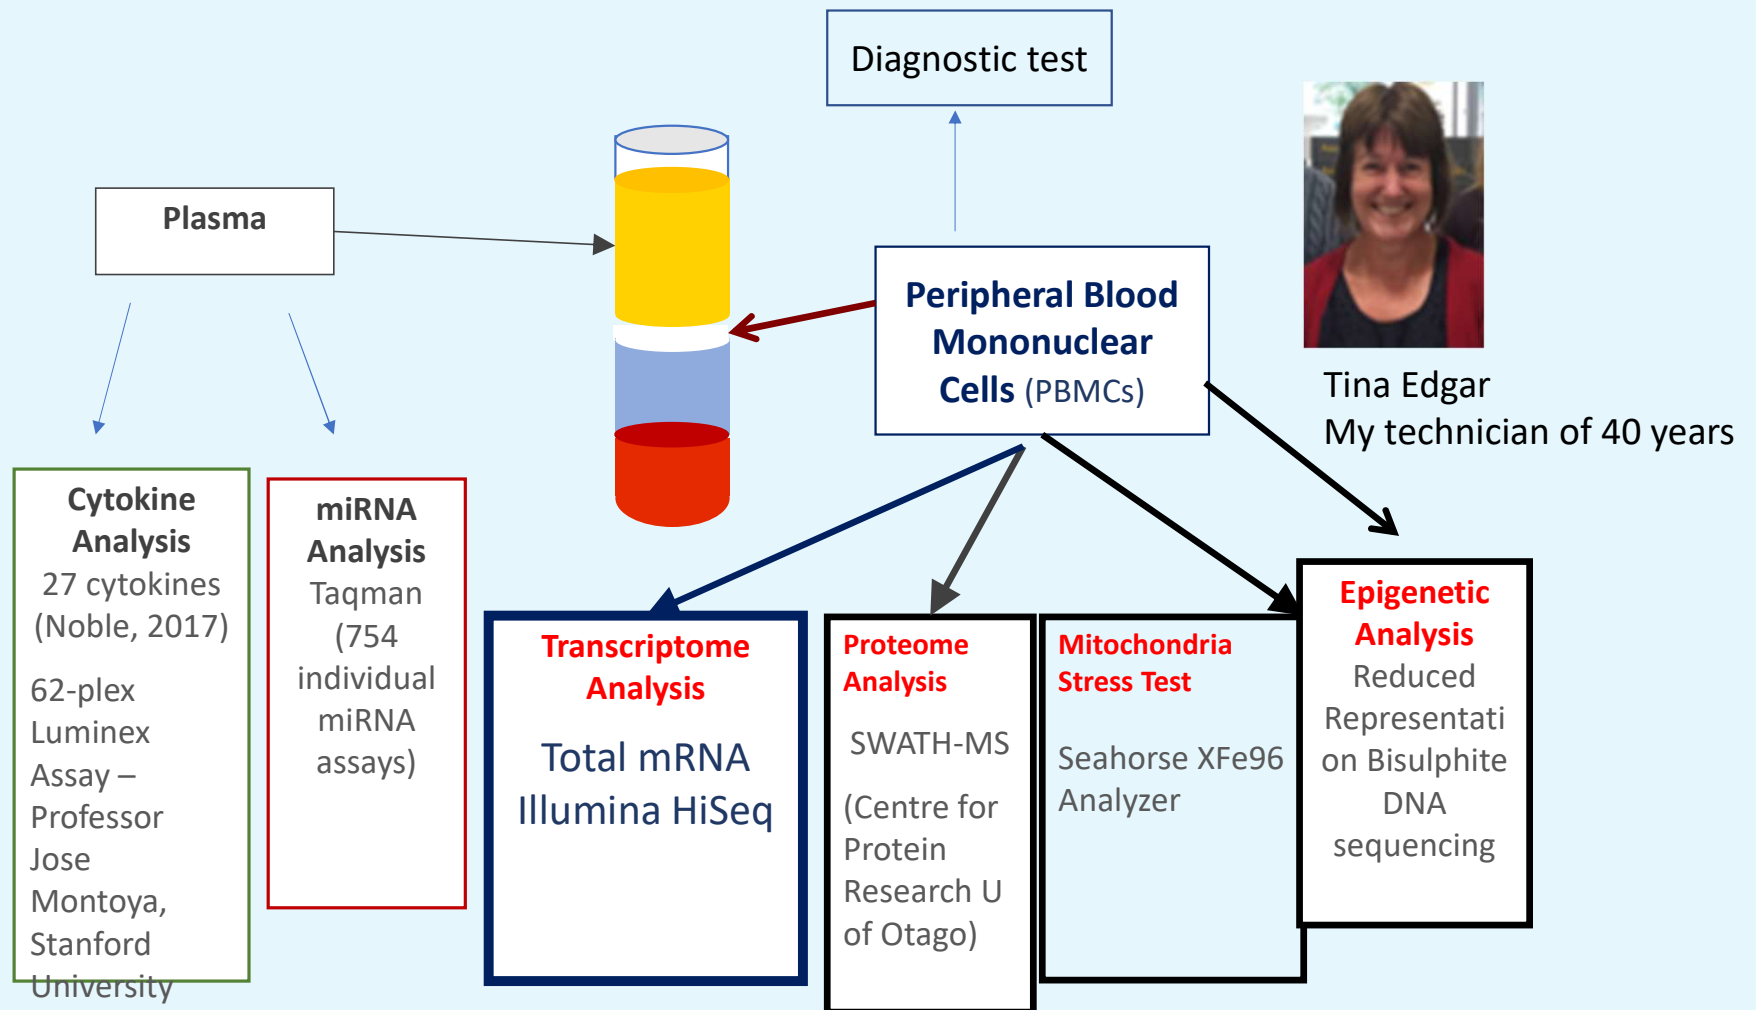 Diagnostic test
Plasma
Peripheral Blood
Mononuclear
Cells (PBMCs)
Tina Edgar
My technician of 40 years
Cytokine
Analysis
27 cytokines
(Noble, 2017)
62-plex
Luminex
Assay –
Professor
Jose
Montoya,
Stanford
University
miRNA
Analysis
Taqman
(754
individual
miRNA
assays)
Transcriptome
Analysis
Total mRNA
Illumina HiSeq
Proteome
Analysis
SWATH-MS
(Centre for
Protein
Research U
of Otago)
Mitochondria
Stress Test
Seahorse XFe96
Analyzer
Epigenetic
Analysis
Reduced
Representati
on Bisulphite
DNA
sequencing